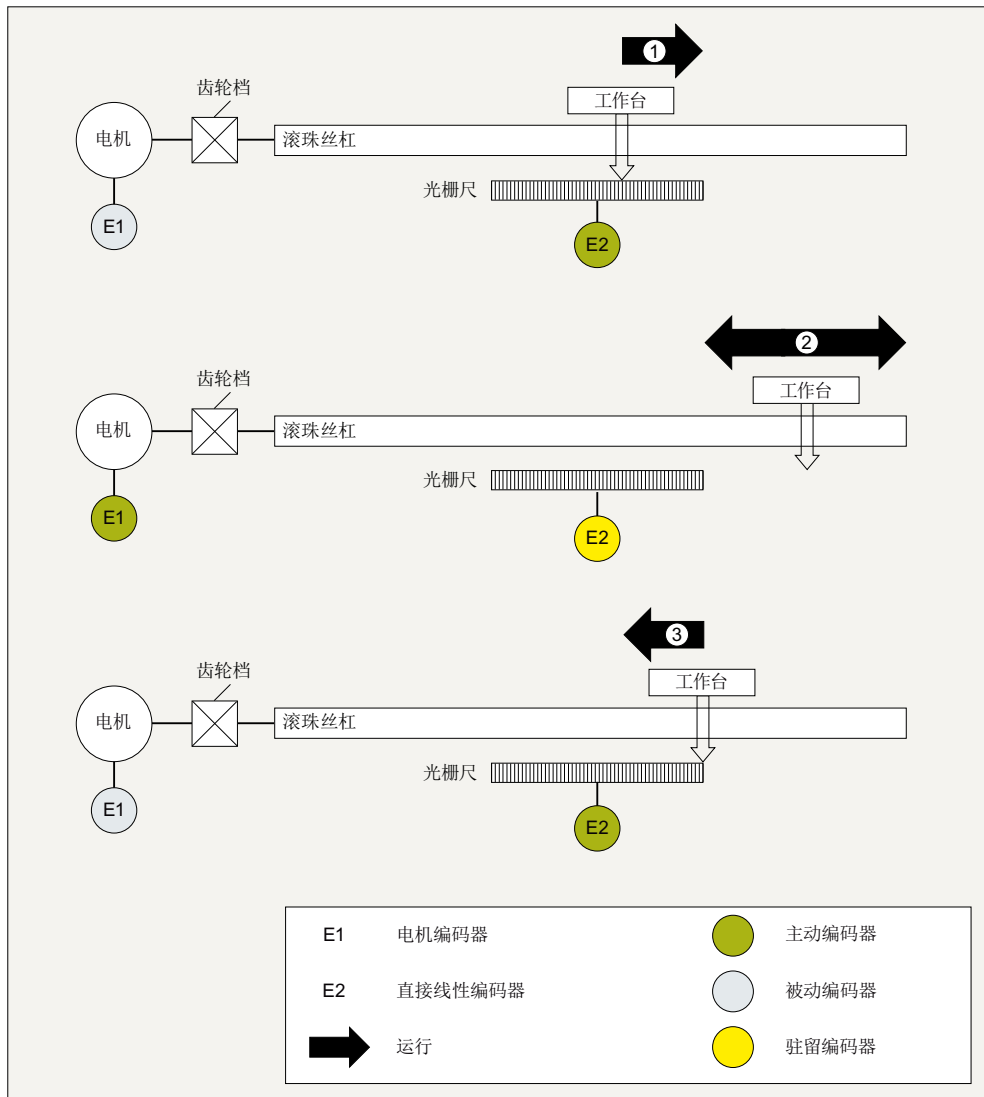 ①
工作台
齿轮档
电机
滚珠丝杠
光栅尺
E1
E2
②
工作台
齿轮档
电机
滚珠丝杠
光栅尺
E1
E2
③
工作台
齿轮档
电机
滚珠丝杠
光栅尺
E1
E2
E1 电机编码器 主动编码器
E2 直接线性编码器 被动编码器
运行 驻留编码器